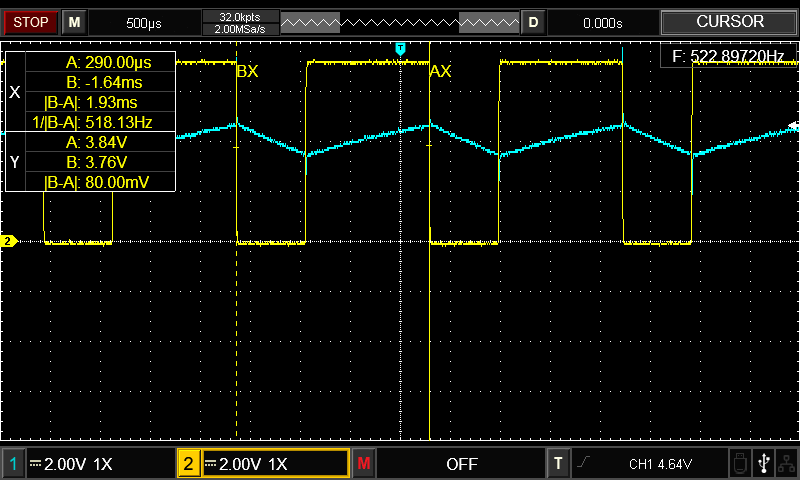 STOP M 500μs 32.0kpts D 0.000s CURSOR
2.00MSa/s
T
F: 522.89720Hz
BX AX
X
A: 290.00μs
B: -1.64ms
|B-A|: 1.93ms
1/|B-A|: 518.13Hz
Y
A: 3.84V
B: 3.76V
|B-A|: 80.00mV
2
1 2.00V 1X 2 2.00V 1X M OFF T CH1 4.64V